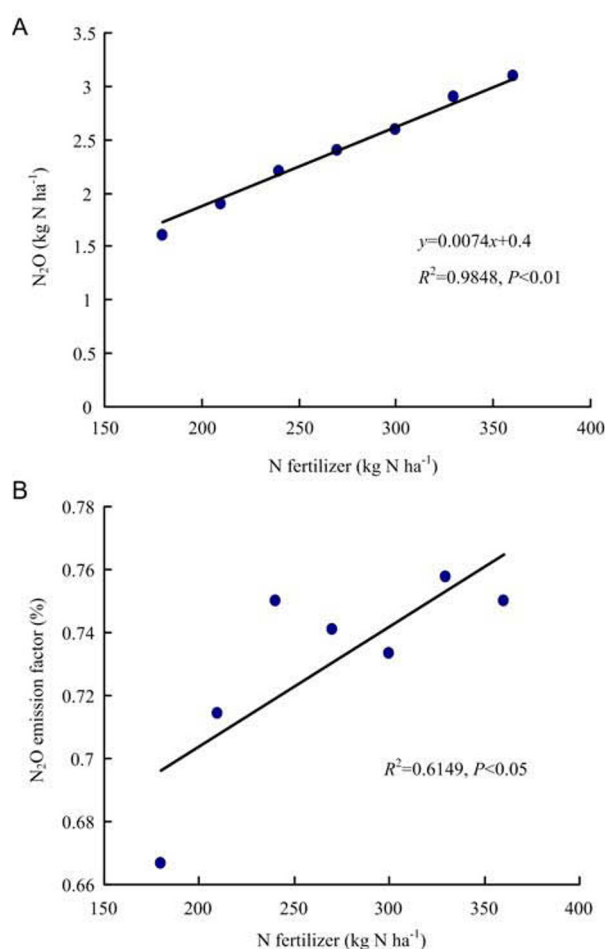 A
3.5
3
2.5
2
1.5
1
0.5
0
N₂O (kg N ha⁻¹)
y=0.0074x+0.4
R²=0.9848, P<0.01
150 200 250 300 350 400
N fertilizer (kg N ha⁻¹)
B
0.78
0.76
0.74
0.72
0.7
0.68
0.66
N₂O emission factor (%)
R²=0.6149, P<0.05
150 200 250 300 350 400
N fertilizer (kg N ha⁻¹)